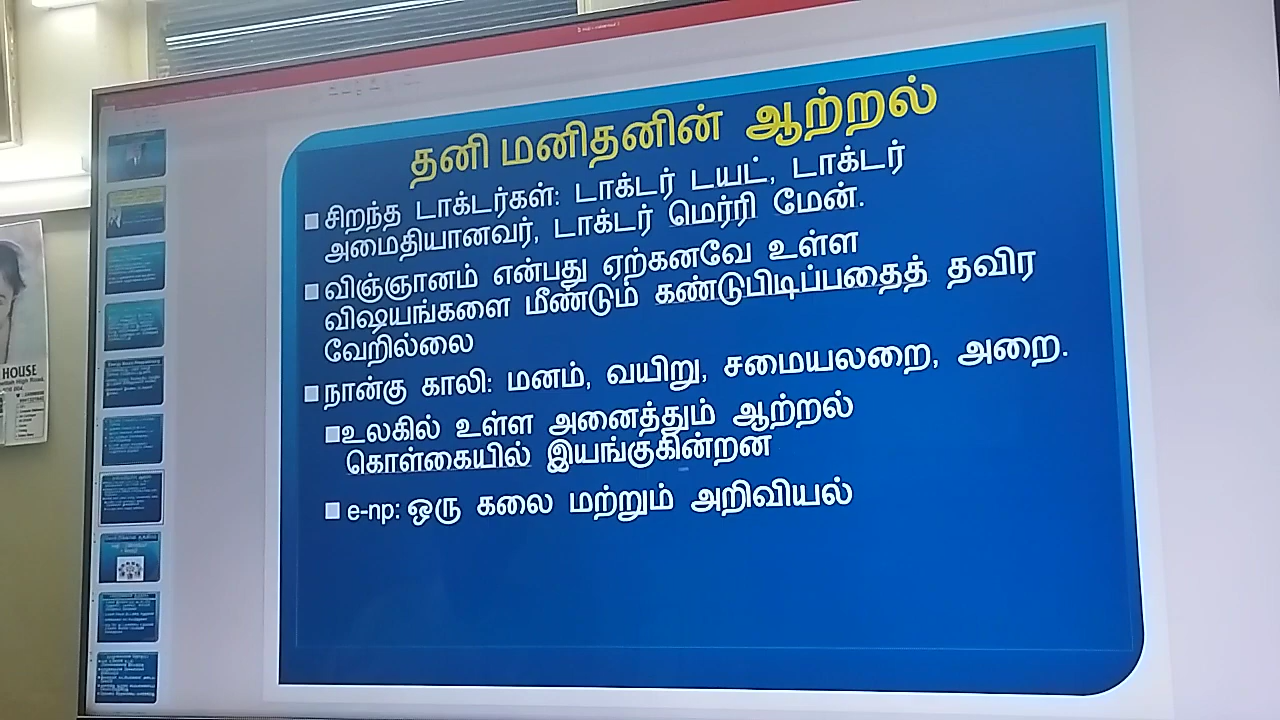 தனி மனிதனின் ஆற்றல்
சிறந்த டாக்டர்கள்: டாக்டர் டயட், டாக்டர்
அமைதியானவர், டாக்டர் மெர்ரி மேன்.
விஞ்ஞானம் என்பது ஏற்கனவே உள்ள
விஷயங்களை மீண்டும் கண்டுபிடிப்பதைத் தவிர
வேறில்லை
நான்கு காலி: மனம், வயிறு, சமையலறை, அறை.
உலகில் உள்ள அனைத்தும் ஆற்றல்
கொள்கையில் இயங்குகின்றன
e-np: ஒரு கலை மற்றும் அறிவியல்
HOUSE